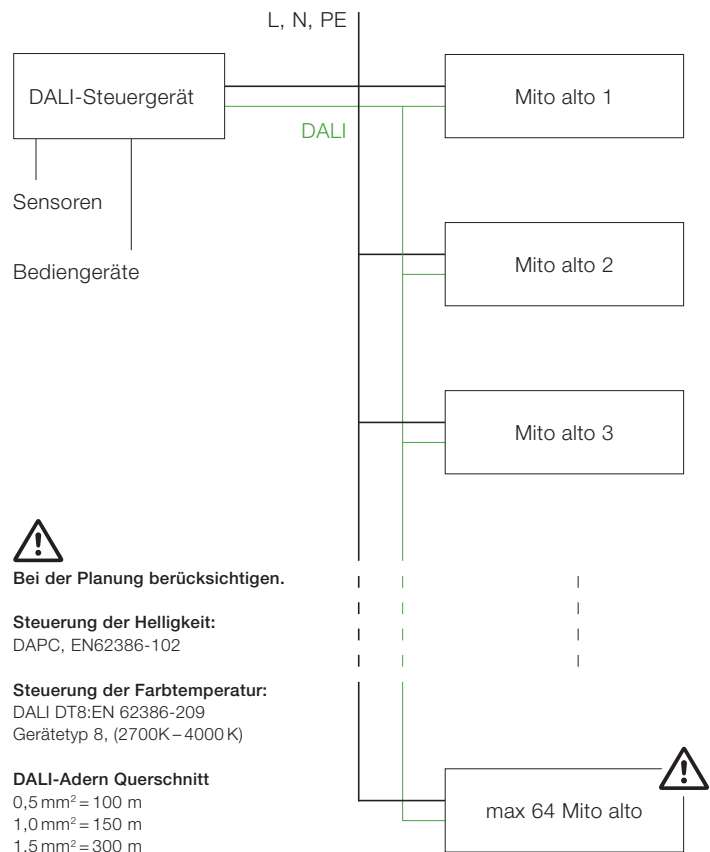 L, N, PE
DALI-Steuergerät
Mito alto 1
DALI
Sensoren
Bediengeräte
Mito alto 2
Mito alto 3
Bei der Planung berücksichtigen.
Steuerung der Helligkeit:
DAPC, EN62386-102
Steuerung der Farbtemperatur:
DALI DT8:EN 62386-209
Gerätetyp 8, (2700K – 4000 K)
DALI-Adern Querschnitt
0,5 mm² = 100 m
1,0 mm² = 150 m
1,5 mm² = 300 m
max 64 Mito alto